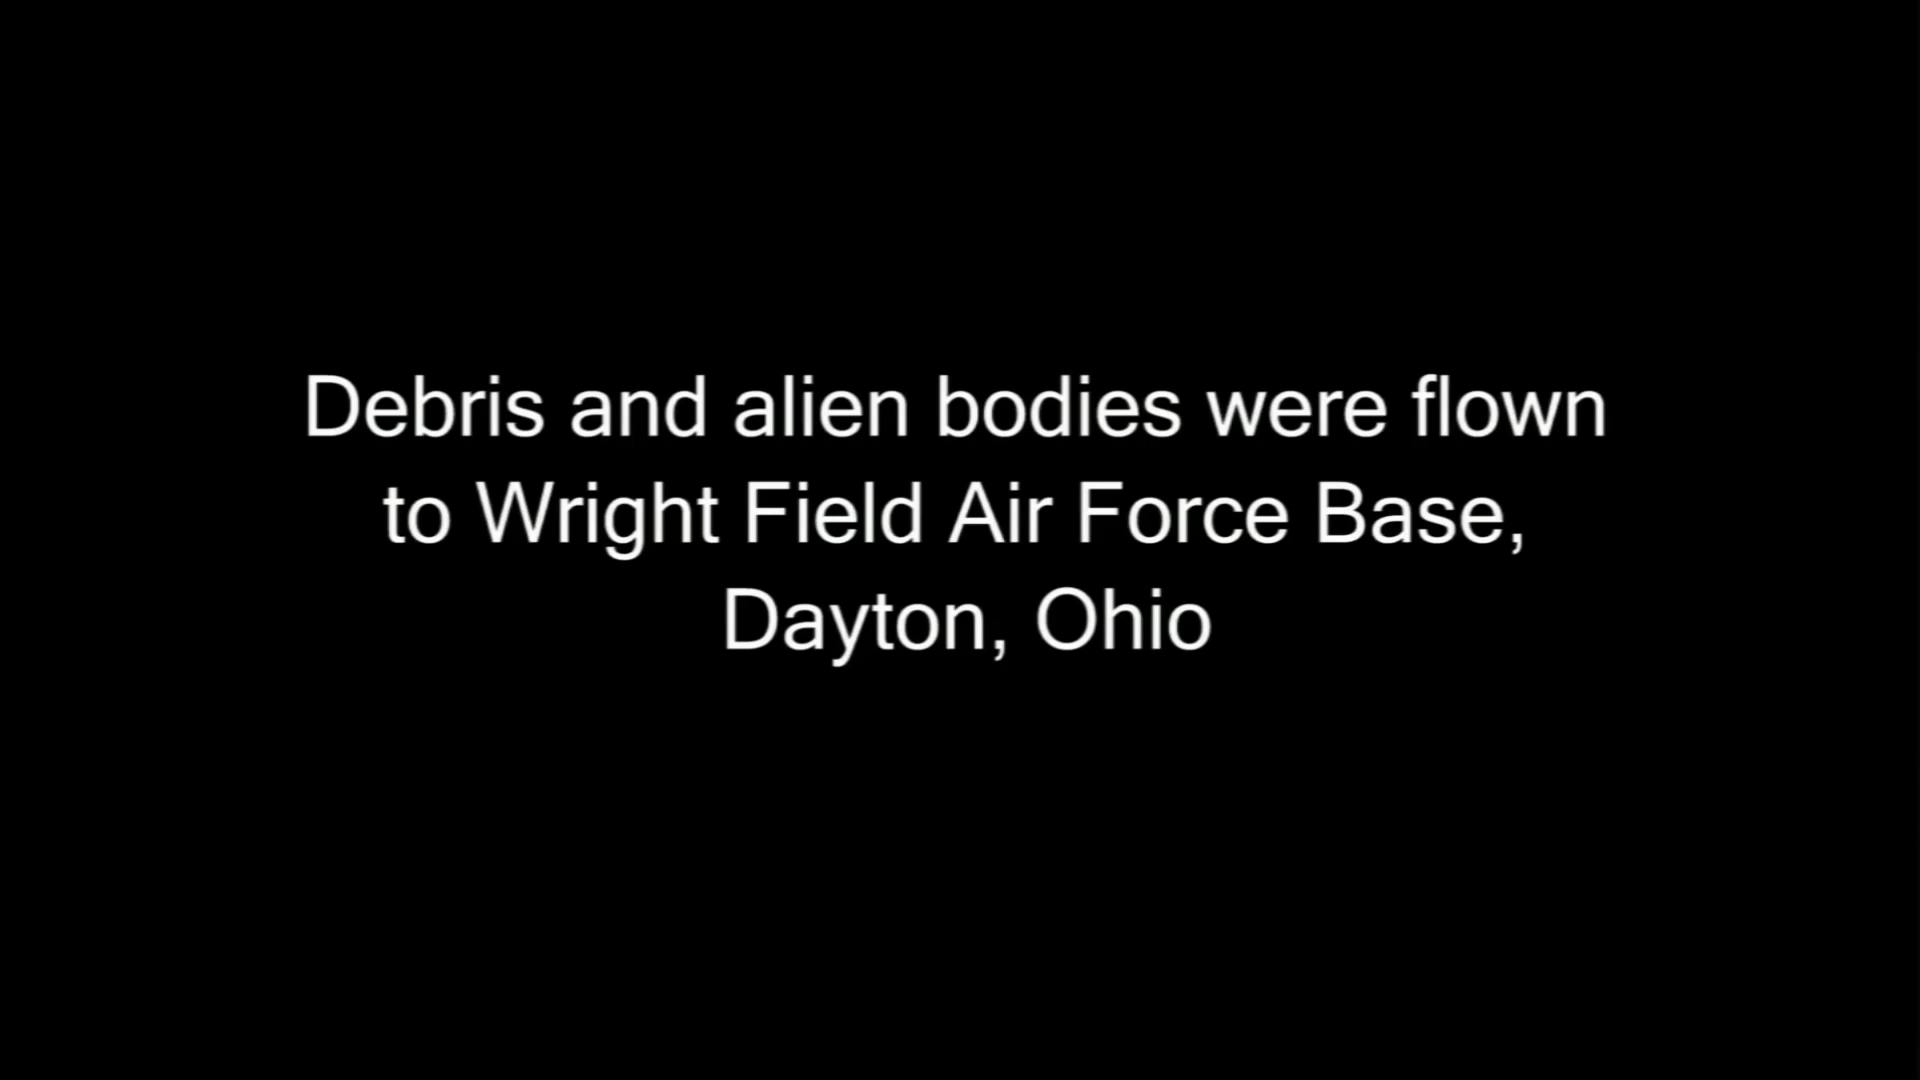 Debris and alien bodies were flown
to Wright Field Air Force Base,
Dayton, Ohio